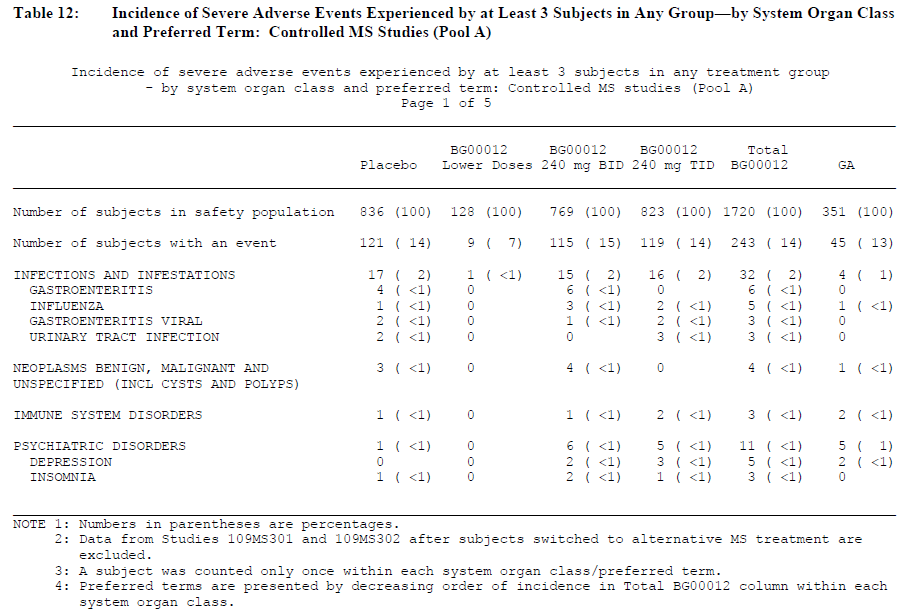 Table 12: Incidence of Severe Adverse Events Experienced by at Least 3 Subjects in Any Group—by System Organ Class
and Preferred Term: Controlled MS Studies (Pool A)
Incidence of severe adverse events experienced by at least 3 subjects in any treatment group
- by system organ class and preferred term: Controlled MS studies (Pool A)
Page 1 of 5
BG00012 BG00012 BG00012 Total
Placebo Lower Doses 240 mg BID 240 mg TID BG00012 GA
Number of subjects in safety population 836 (100) 128 (100) 769 (100) 823 (100) 1720 (100) 351 (100)
Number of subjects with an event 121 ( 14) 9 ( 7) 115 ( 15) 119 ( 14) 243 ( 14) 45 ( 13)
INFECTIONS AND INFESTATIONS 17 ( 2) 1 ( <1) 15 ( 2) 16 ( 2) 32 ( 2) 4 ( 1)
GASTROENTERITIS 4 ( <1) 0 6 ( <1) 0 6 ( <1) 0
INFLUENZA 1 ( <1) 0 3 ( <1) 2 ( <1) 5 ( <1) 1 ( <1)
GASTROENTERITIS VIRAL 2 ( <1) 0 1 ( <1) 2 ( <1) 3 ( <1) 0
URINARY TRACT INFECTION 2 ( <1) 0 0 3 ( <1) 3 ( <1) 0
NEOPLASMS BENIGN, MALIGNANT AND 3 ( <1) 0 4 ( <1) 0 4 ( <1) 1 ( <1)
UNSPECIFIED (INCL CYSTS AND POLYPS)
IMMUNE SYSTEM DISORDERS 1 ( <1) 0 1 ( <1) 2 ( <1) 3 ( <1) 2 ( <1)
PSYCHIATRIC DISORDERS 1 ( <1) 0 6 ( <1) 5 ( <1) 11 ( <1) 5 ( 1)
DEPRESSION 0 0 2 ( <1) 3 ( <1) 5 ( <1) 2 ( <1)
INSOMNIA 1 ( <1) 0 2 ( <1) 1 ( <1) 3 ( <1) 0
NOTE 1: Numbers in parentheses are percentages.
2: Data from Studies 109MS301 and 109MS302 after subjects switched to alternative MS treatment are
excluded.
3: A subject was counted only once within each system organ class/preferred term.
4: Preferred terms are presented by decreasing order of incidence in Total BG00012 column within each
system organ class.